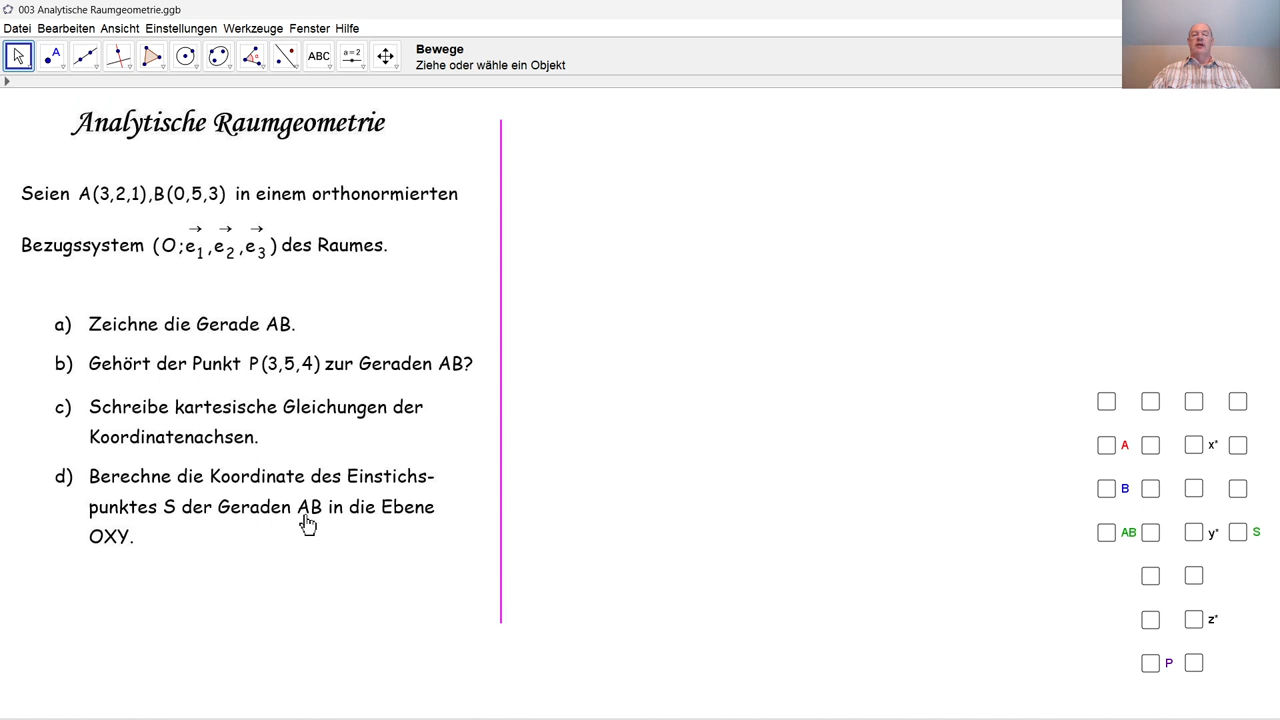 003 Analytische Raumgeometrie.ggb
Datei Bearbeiten Ansicht Einstellungen Werkzeuge Fenster Hilfe
A ABC a=2
Bewege
Ziehe oder wähle ein Objekt
Analytische Raumgeometrie
Seien A(3,2,1),B(0,5,3) in einem orthonormierten
Bezugssystem (O;e1,e2,e3) des Raumes.
a) Zeichne die Gerade AB.
b) Gehört der Punkt P(3,5,4) zur Geraden AB?
c) Schreibe kartesische Gleichungen der
Koordinatenachsen.
d) Berechne die Koordinate des Einstichs-
punktes S der Geraden AB in die Ebene
OXY.
A x"
B
AB y" S
z"
P